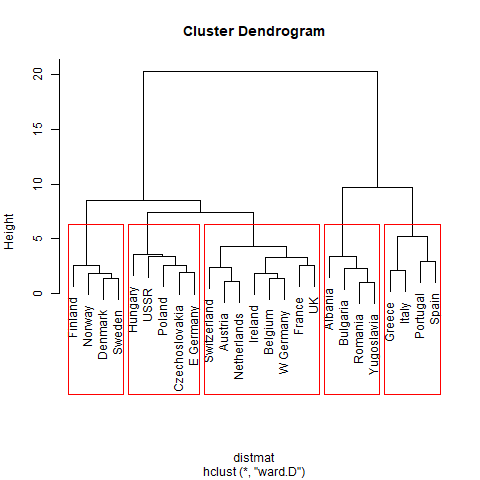 Cluster Dendrogram
Height
20
15
10
5
0
Finland
Norway
Denmark
Sweden
Hungary
USSR
Poland
Czechoslovakia
E Germany
Switzerland
Austria
Netherlands
Ireland
Belgium
W Germany
France
UK
Albania
Bulgaria
Romania
Yugoslavia
Greece
Italy
Portugal
Spain
distmat
hclust (*, "ward.D")